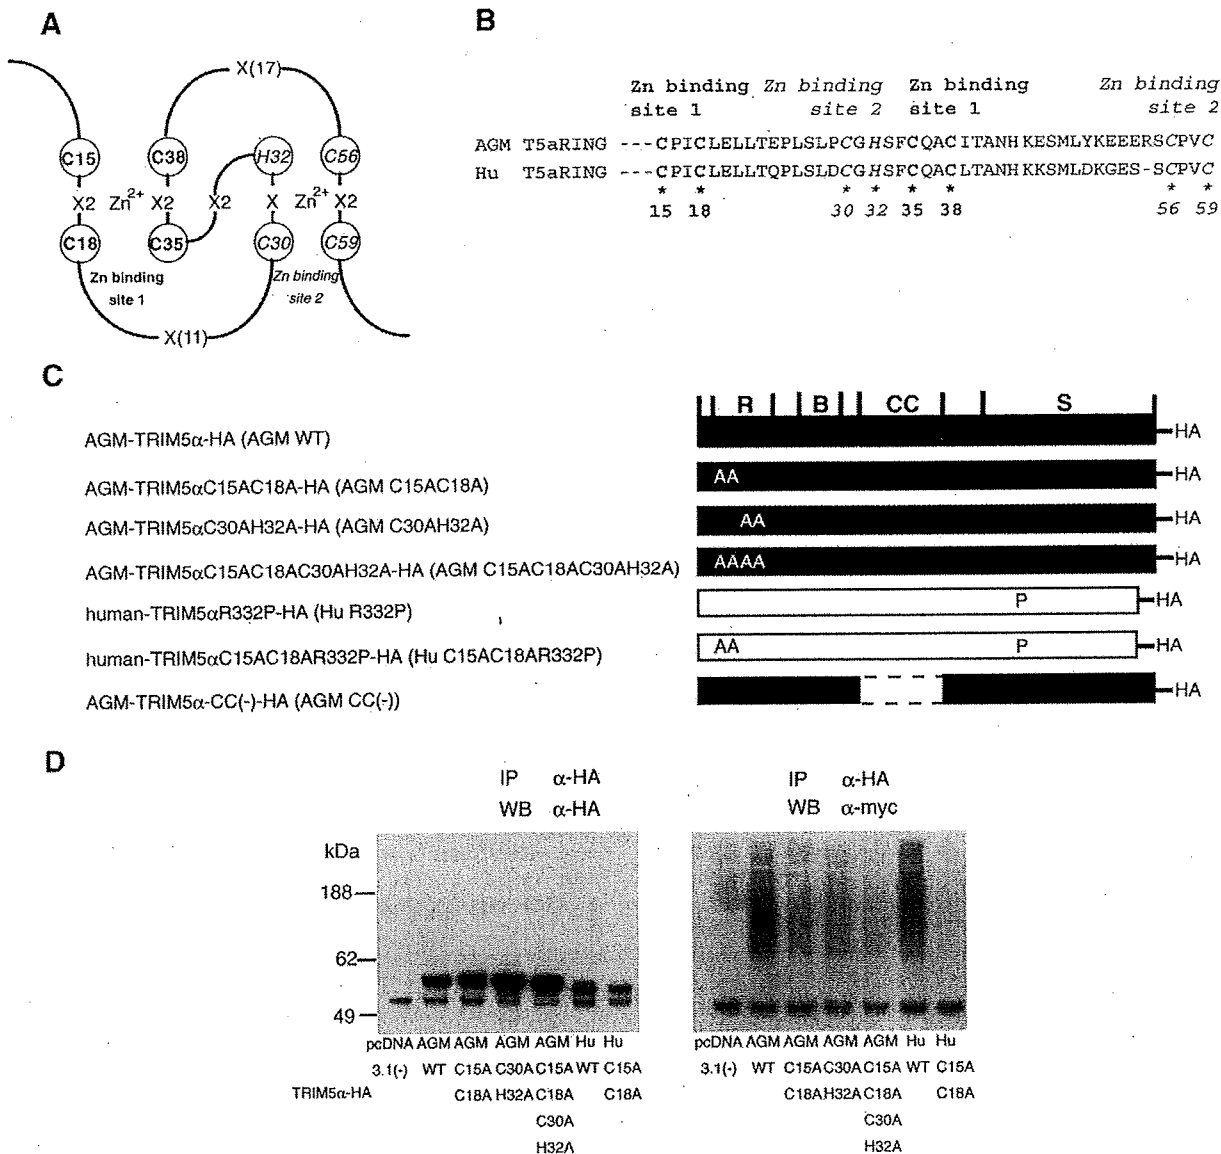 A
X(17)
C15
C38
H32
C56
X2 Zn2+ X2 X2 X Zn2+ X2
C18
C35
C30
C59
Zn binding
site 1
Zn binding
site 2
X(11)
B
Zn binding Zn binding Zn binding Zn binding
site 1 site 2 site 1 site 2
AGM T5aRING ---CPICLELLTEPLSLPCGHSFCQACITANHKESMLYKEEERSCPVC
Hu T5aRING ---CPICLELLTQPLSLDCGHSFCQACLTANHKKSMLDKGES-SCPVC
* * * * * * * *
15 18 30 32 35 38 56 59
C
R B CC S
AGM-TRIM5α-HA (AGM WT) HA
AGM-TRIM5αC15AC18A-HA (AGM C15AC18A) AA HA
AGM-TRIM5αC30AH32A-HA (AGM C30AH32A) AA HA
AGM-TRIM5αC15AC18AC30AH32A-HA (AGM C15AC18AC30AH32A) AAAA HA
human-TRIM5αR332P-HA (Hu R332P) P HA
human-TRIM5αC15AC18AR332P-HA (Hu C15AC18AR332P) AA P HA
AGM-TRIM5α-CC(-)-HA (AGM CC(-)) HA
D
IP α-HA
WB α-HA
IP α-HA
WB α-myc
kDa
188
62
49
pcDNA AGM AGM AGM AGM Hu Hu
3.1(-) WT C15A C30A C15A WT C15A
TRIM5α-HA C18A H32A C18A C18A
C30A
H32A
pcDNA AGM AGM AGM AGM Hu Hu
3.1(-) WT C15A C30A C15A WT C15A
C18A H32A C18A C18A
C30A
H32A